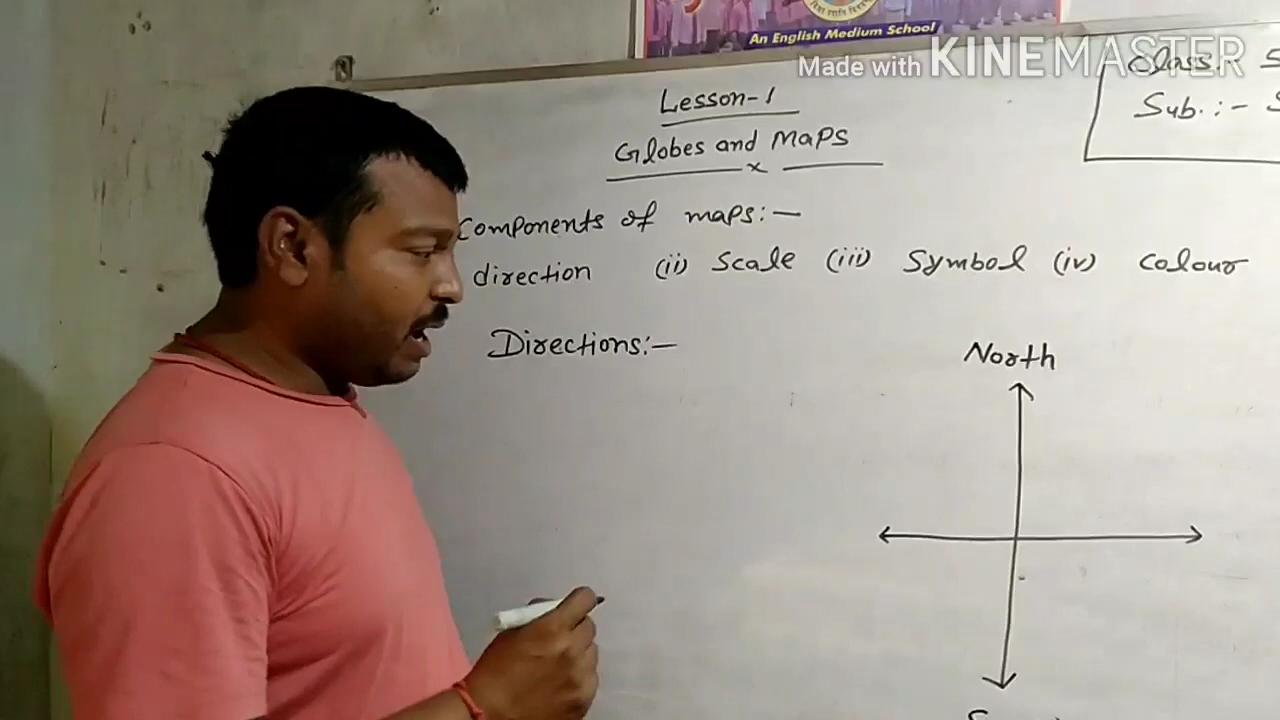 An English Medium School
Made with KINEMASTER
Class:-
Sub.:-
Lesson-1
Globes and Maps
Components of maps:-
direction (ii) Scale (iii) Symbol (iv) Colour
Directions:-
North